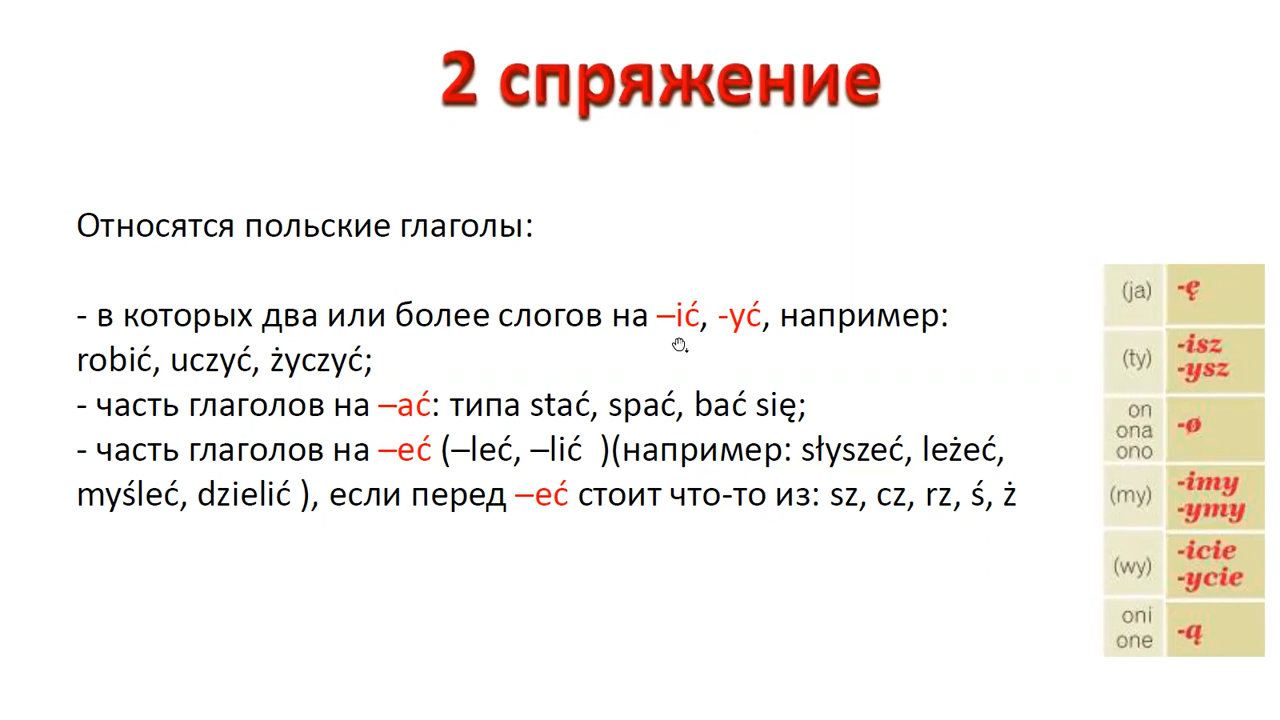 2 спряжение
Относятся польские глаголы:
- в которых два или более слогов на –ić, -yć, например:
robić, uczyć, życzyć;
- часть глаголов на –ać: типа stać, spać, bać się;
- часть глаголов на –eć (–leć, –lić )(например: słyszeć, leżeć,
myśleć, dzielić ), если перед –eć стоит что-то из: sz, cz, rz, ś, ż
(ja) -ę
(ty) -isz
-ysz
on
ona -ø
ono
(my) -imy
-ymy
(wy) -icie
-ycie
oni
one -ą